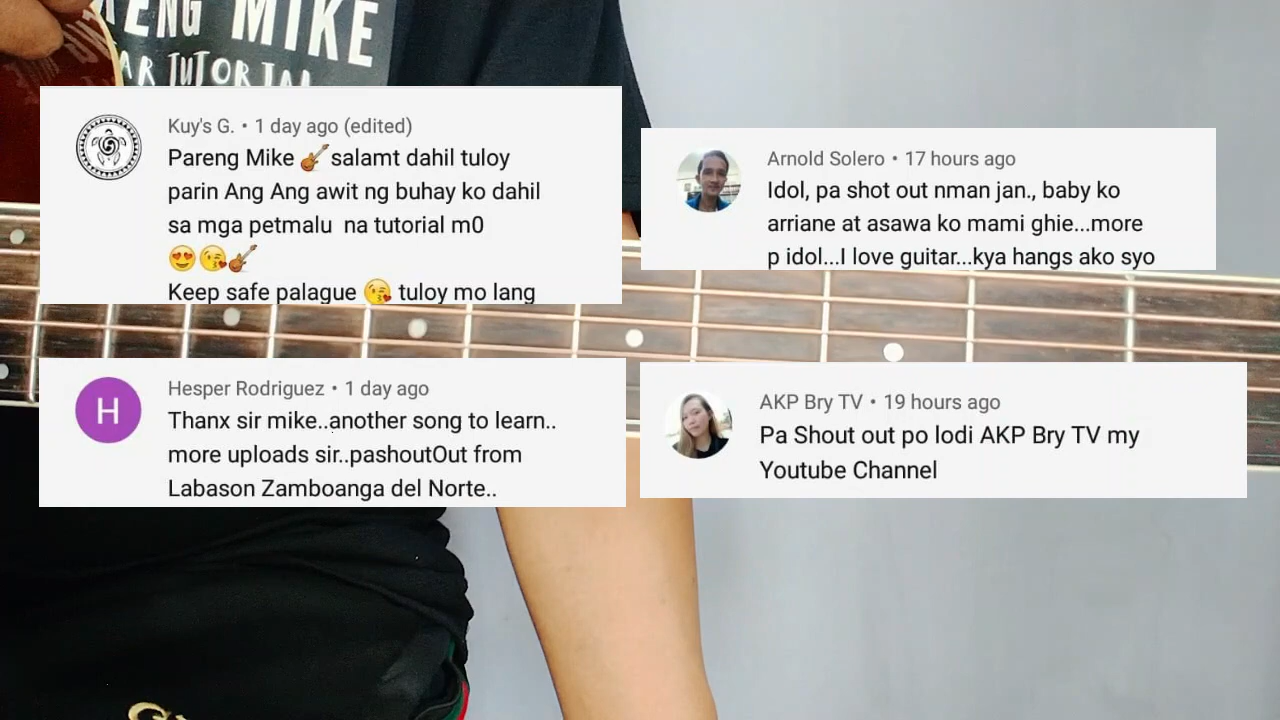 ENG MIKE
AR TUTORIAL
Kuy's G. • 1 day ago (edited)
Pareng Mike 🎸 salamt dahil tuloy
parin Ang Ang awit ng buhay ko dahil
sa mga petmalu na tutorial m0
😍😘🎸
Keep safe palague 😘 tuloy mo lang
Arnold Solero • 17 hours ago
Idol, pa shot out nman jan., baby ko
arriane at asawa ko mami ghie...more
p idol...I love guitar...kya hangs ako syo
H
Hesper Rodriguez • 1 day ago
Thanx sir mike..another song to learn..
more uploads sir..pashoutOut from
Labason Zamboanga del Norte..
AKP Bry TV • 19 hours ago
Pa Shout out po lodi AKP Bry TV my
Youtube Channel